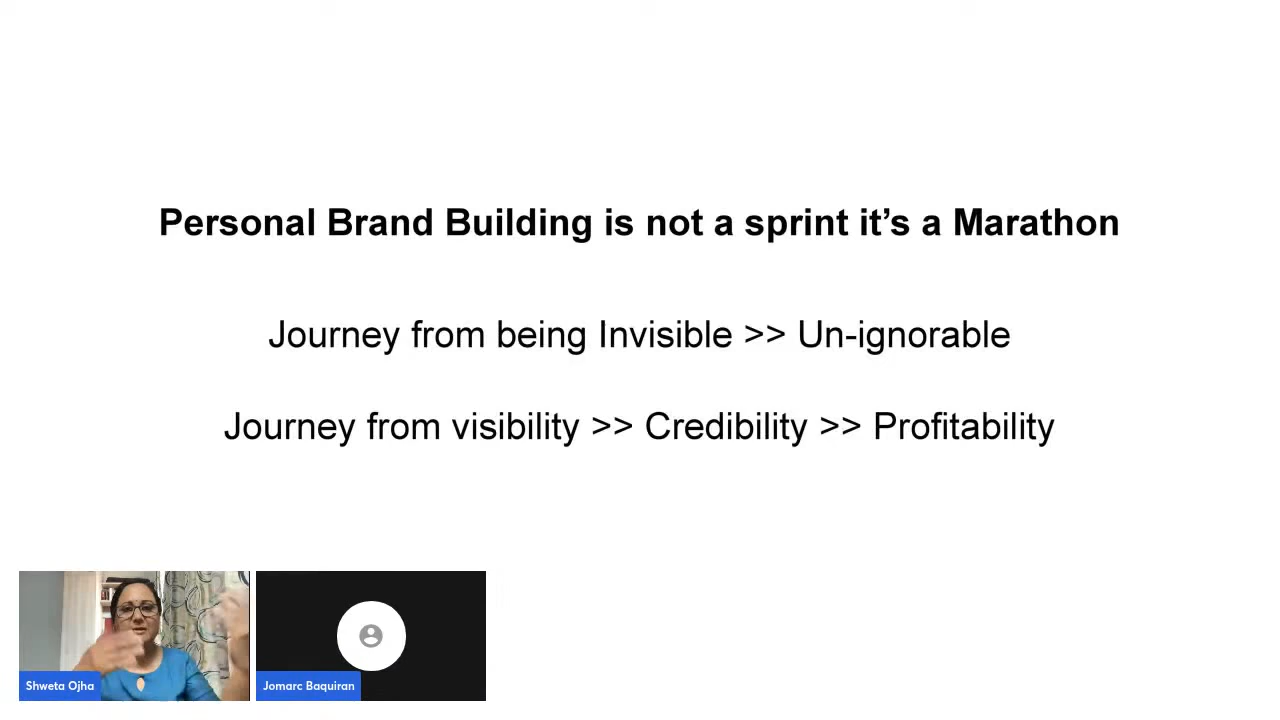 Personal Brand Building is not a sprint it’s a Marathon
Journey from being Invisible >> Un-ignorable
Journey from visibility >> Credibility >> Profitability
Shweta Ojha
Jomarc Baquiran